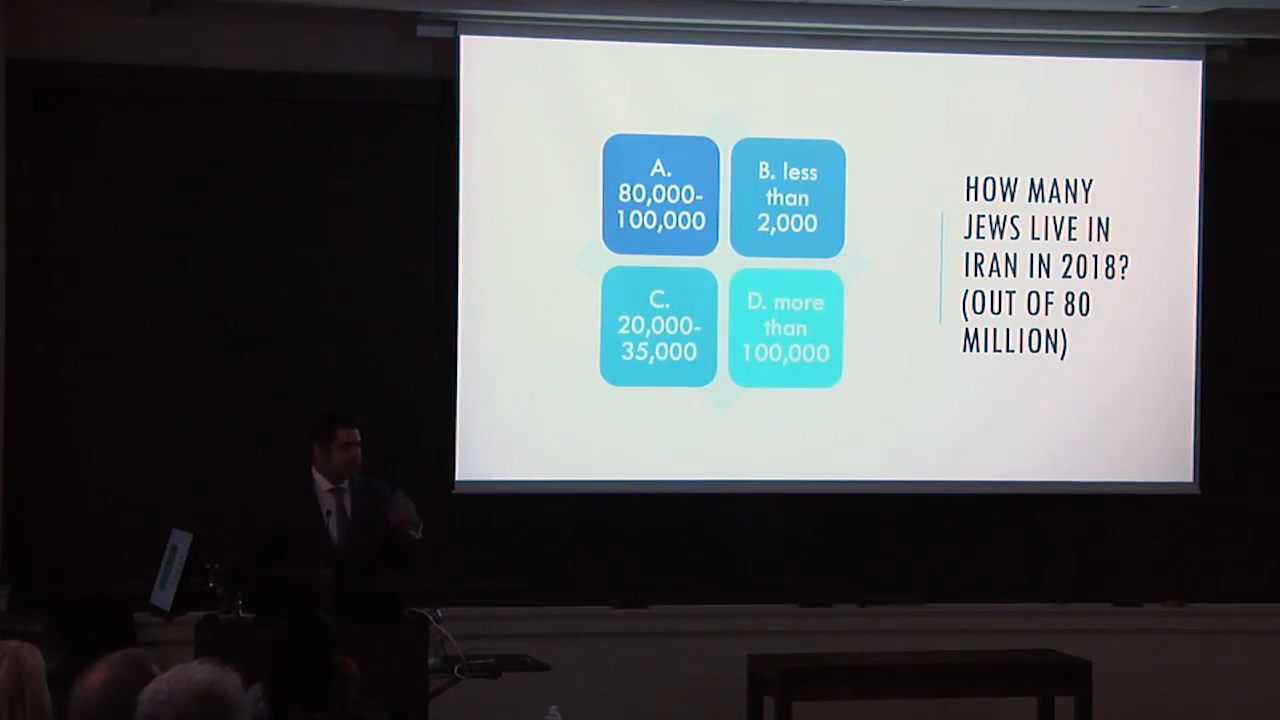 A.
80,000-
100,000
B. less
than
2,000
C.
20,000-
35,000
D. more
than
100,000
HOW MANY
JEWS LIVE IN
IRAN IN 2018?
(OUT OF 80
MILLION)